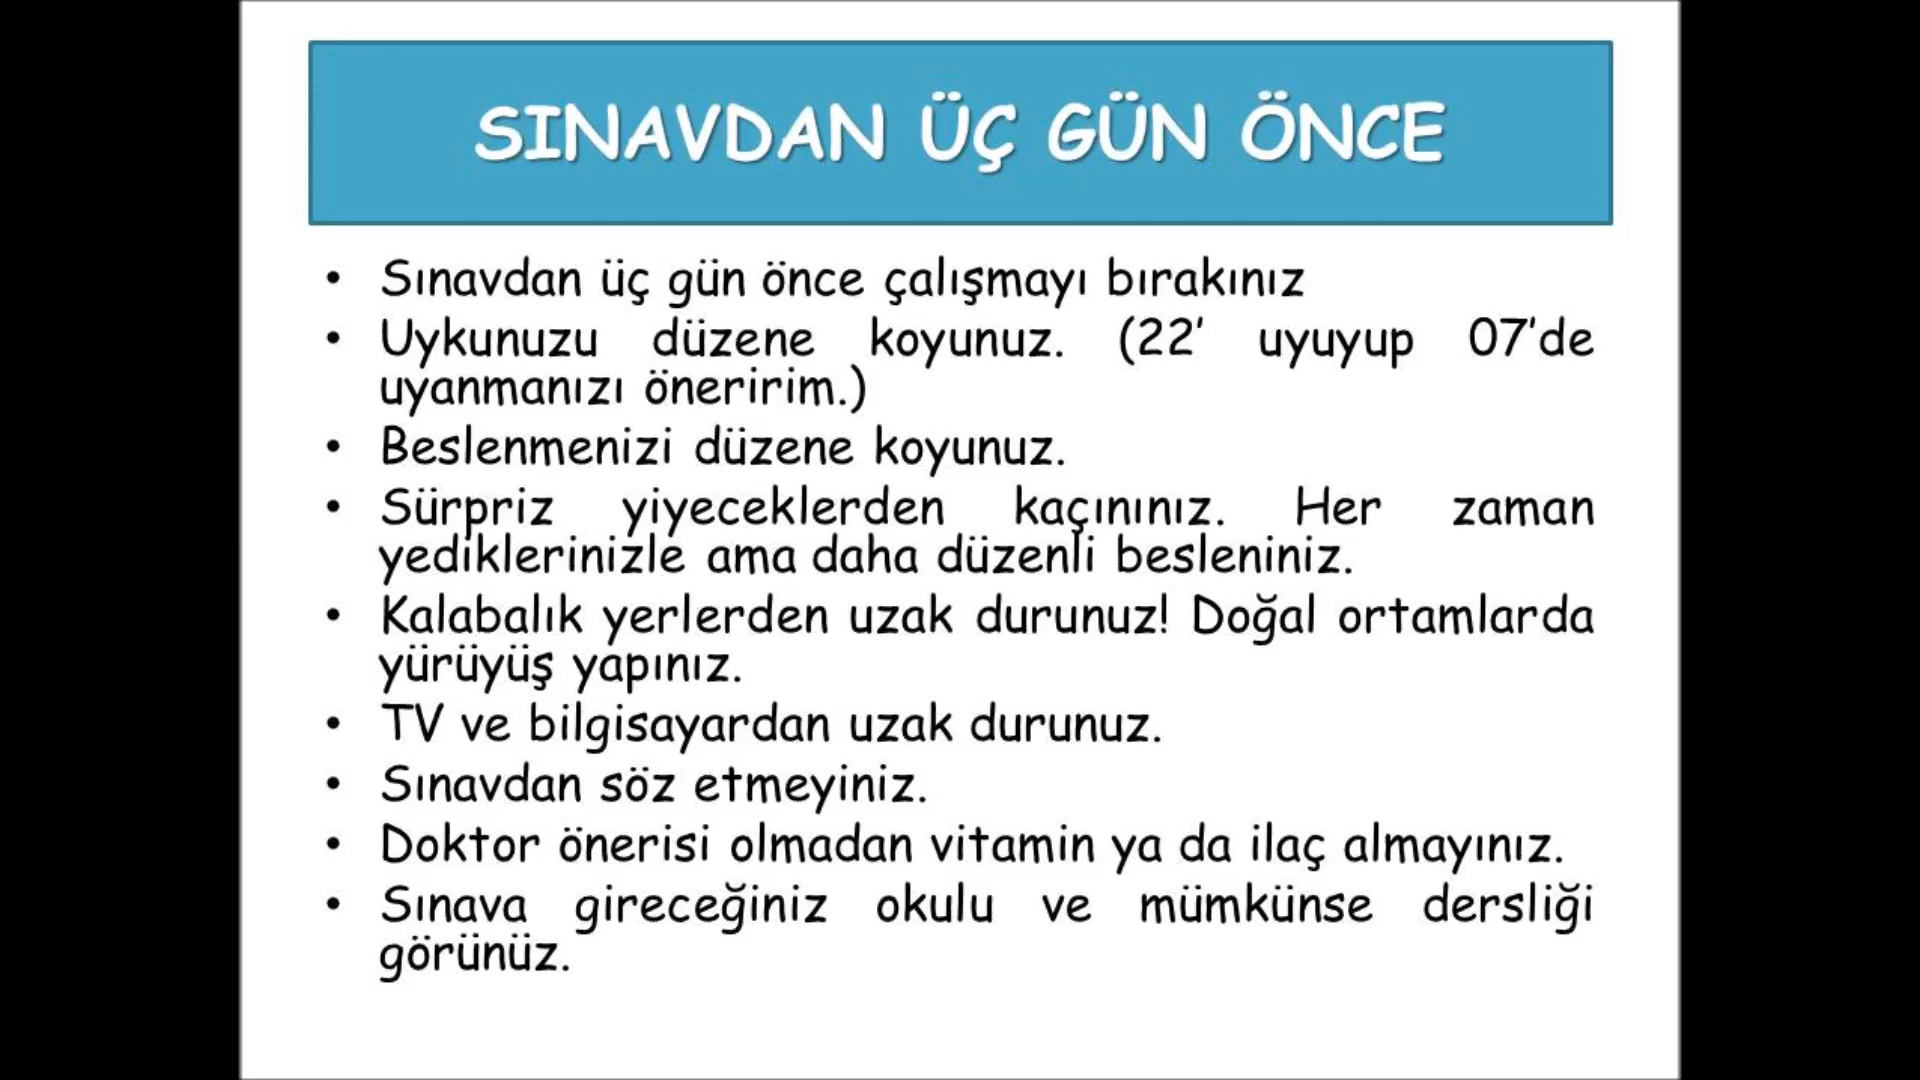 SINAVDAN ÜÇ GÜN ÖNCE
• Sınavdan üç gün önce çalışmayı bırakınız
• Uykunuzu düzene koyunuz. (22' uyuyup 07'de
uyanmanızı öneririm.)
• Beslenmenizi düzene koyunuz.
• Sürpriz yiyeceklerden kaçınınız. Her zaman
yediklerinizle ama daha düzenli besleniniz.
• Kalabalık yerlerden uzak durunuz! Doğal ortamlarda
yürüyüş yapınız.
• TV ve bilgisayardan uzak durunuz.
• Sınavdan söz etmeyiniz.
• Doktor önerisi olmadan vitamin ya da ilaç almayınız.
• Sınava gireceğiniz okulu ve mümkünse dersliği
görünüz.